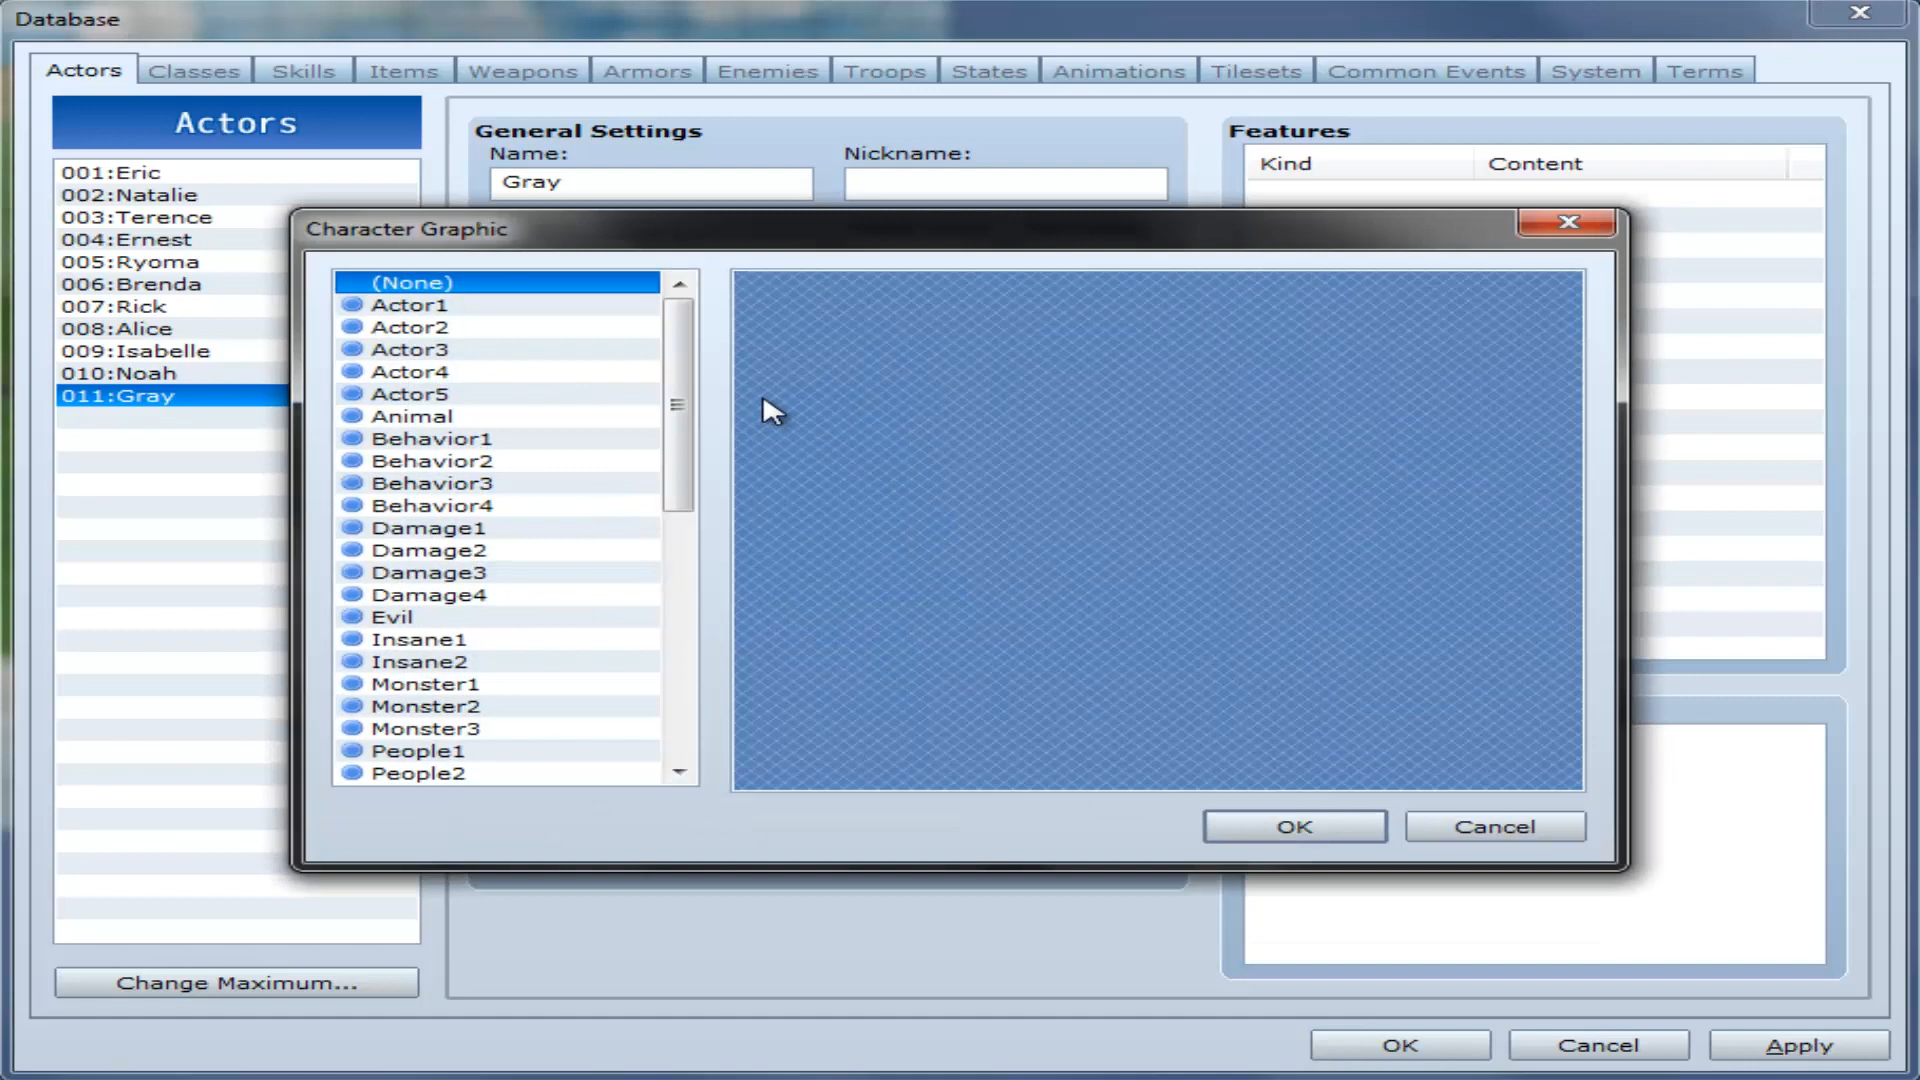 Database
Actors Classes Skills Items Weapons Armors Enemies Troops States Animations Tilesets Common Events System Terms
Actors
001:Eric
002:Natalie
003:Terence
004:Ernest
005:Ryoma
006:Brenda
007:Rick
008:Alice
009:Isabelle
010:Noah
011:Gray
Change Maximum...
General Settings
Name: Nickname:
Gray
Features
Kind Content
Character Graphic
(None)
Actor1
Actor2
Actor3
Actor4
Actor5
Animal
Behavior1
Behavior2
Behavior3
Behavior4
Damage1
Damage2
Damage3
Damage4
Evil
Insane1
Insane2
Monster1
Monster2
Monster3
People1
People2
OK Cancel
OK Cancel Apply